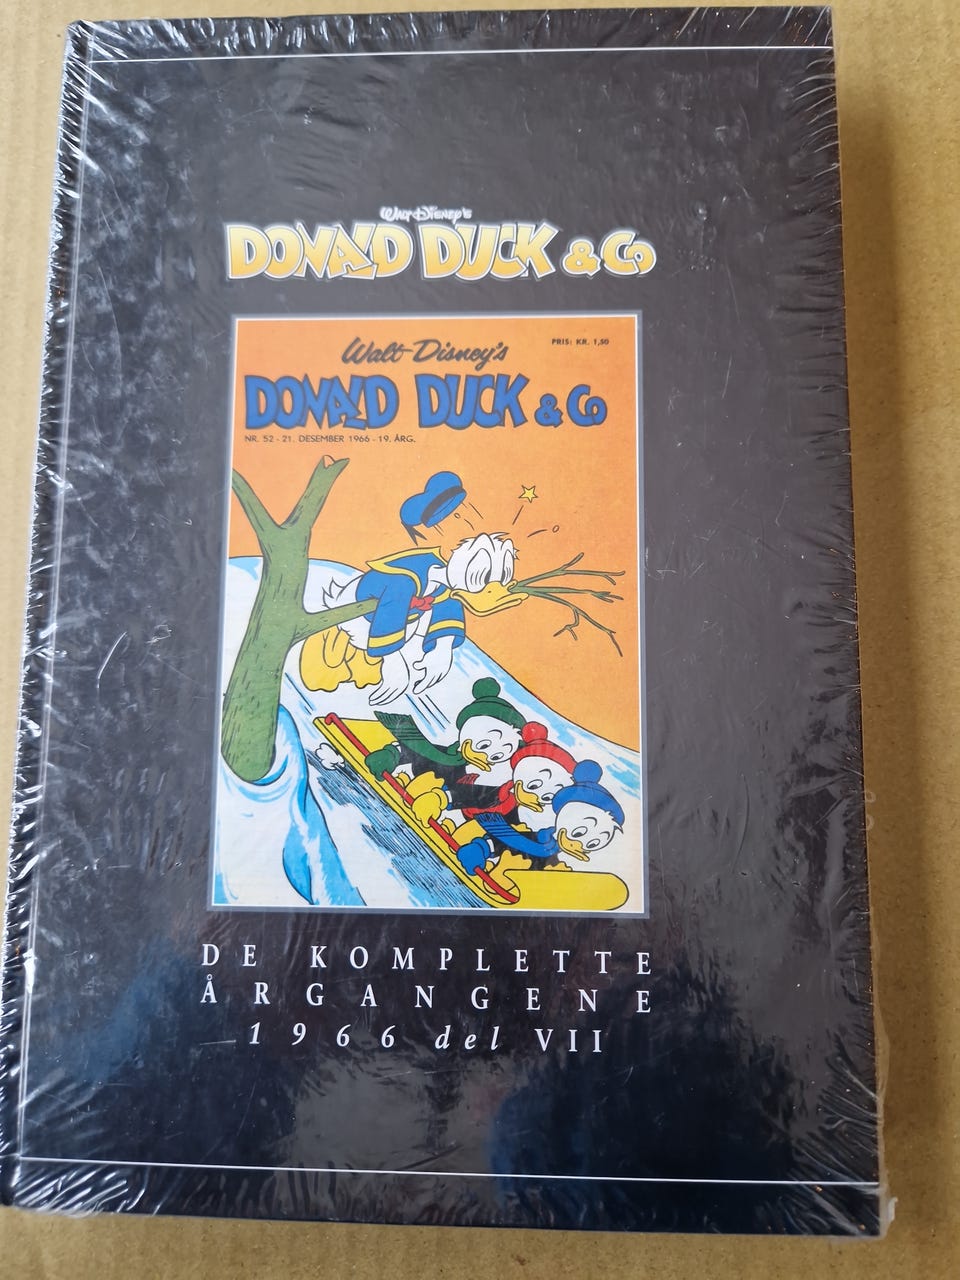 Walt Disney's
DONALD DUCK & Co
Walt Disney's
PRIS: KR. 1,50
DONALD DUCK & Co
NR. 52 - 21. DESEMBER 1966 - 19. ÅRG.
DE KOMPLETTE
ÅRGANGENE
1966 del VII